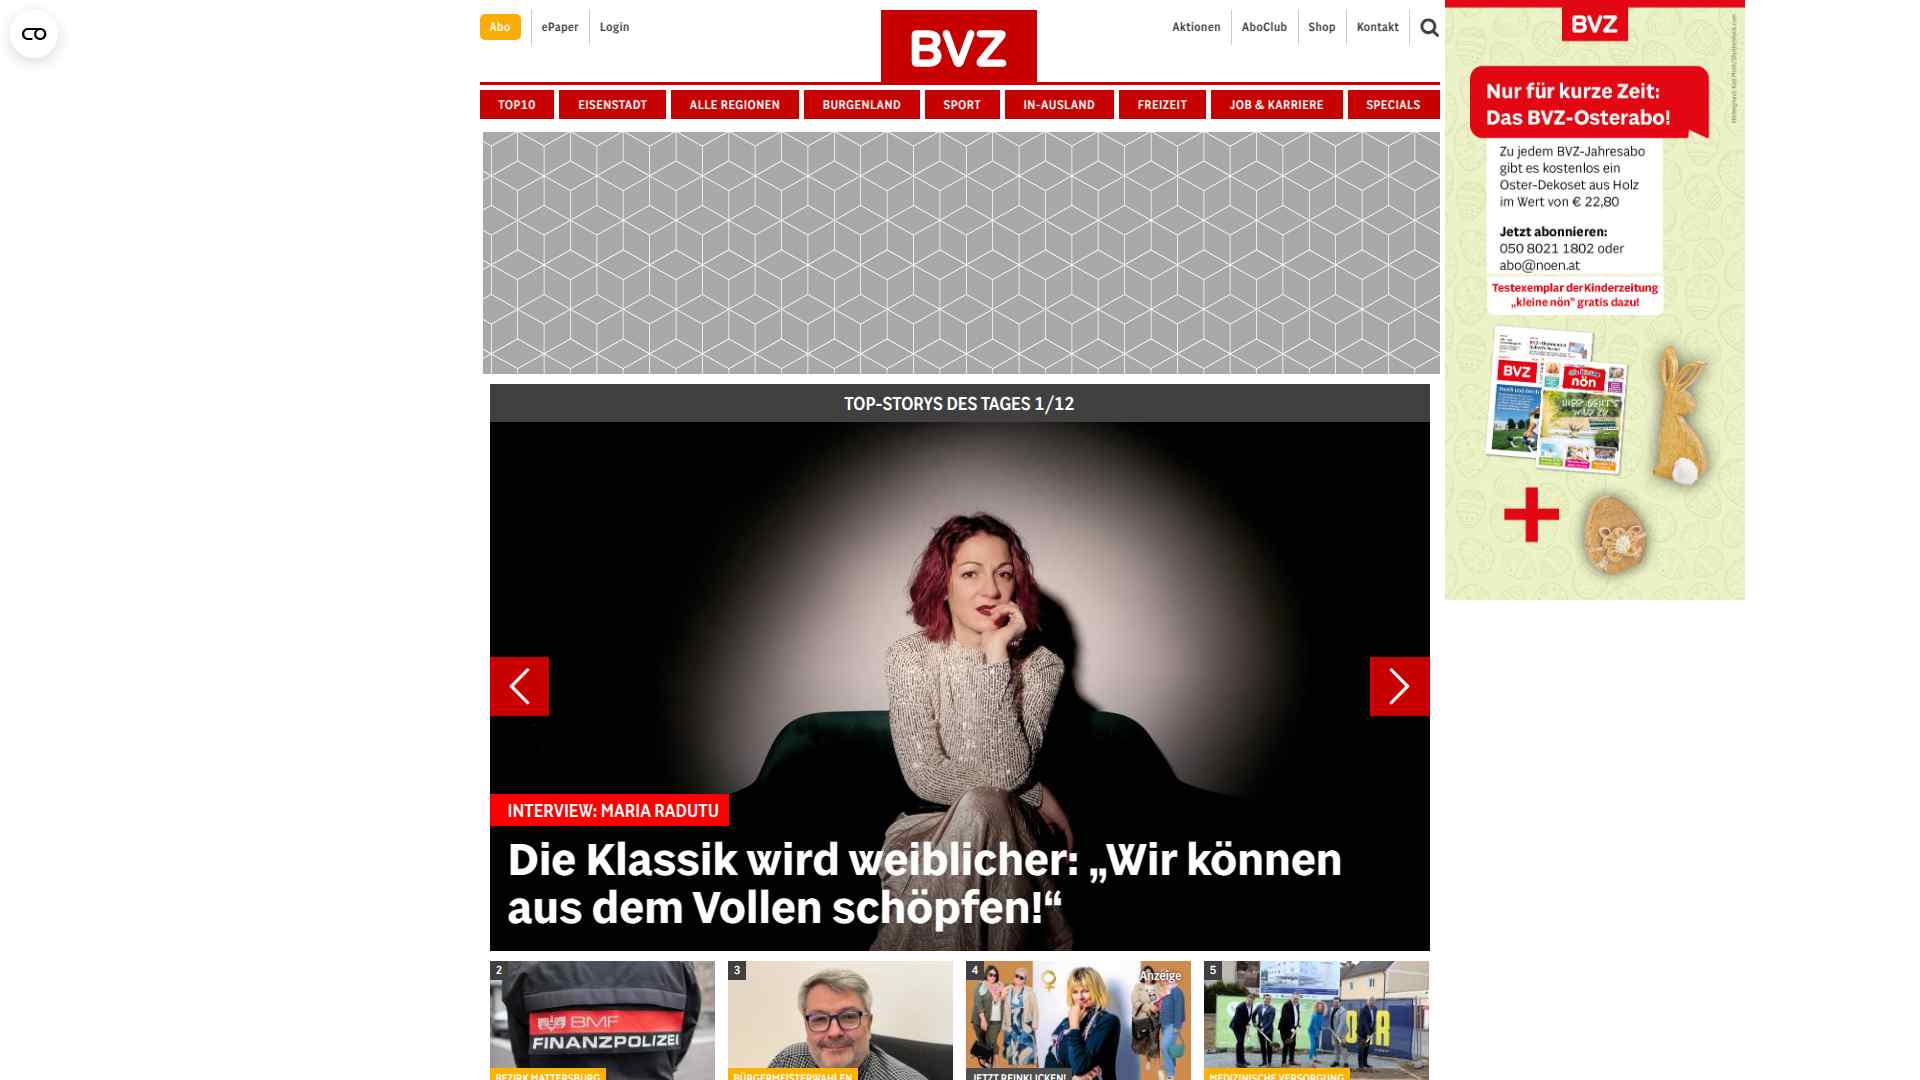 Abo
ePaper
Login
BVZ
Aktionen
AboClub
Shop
Kontakt
TOP10
EISENSTADT
ALLE REGIONEN
BURGENLAND
SPORT
IN-AUSLAND
FREIZEIT
JOB & KARRIERE
SPECIALS
TOP-STORYS DES TAGES 1/12
INTERVIEW: MARIA RADUTU
Die Klassik wird weiblicher: „Wir können
aus dem Vollen schöpfen!“
2
BMF
FINANZPOLIZEI
BEZIRK MATTERSBURG
3
BÜRGERMEISTERWAHLEN
4
Anzeige
JETZT REINKLICKEN!
5
MEDIZINISCHE VERSORGUNG
BVZ
Nur für kurze Zeit:
Das BVZ-Osterabo!
Zu jedem BVZ-Jahresabo
gibt es kostenlos ein
Oster-Dekoset aus Holz
im Wert von € 22,80
Jetzt abonnieren:
050 8021 1802 oder
abo@noen.at
Testexemplar der Kinderzeitung
„kleine nön“ gratis dazu!
BVZ
nön
+